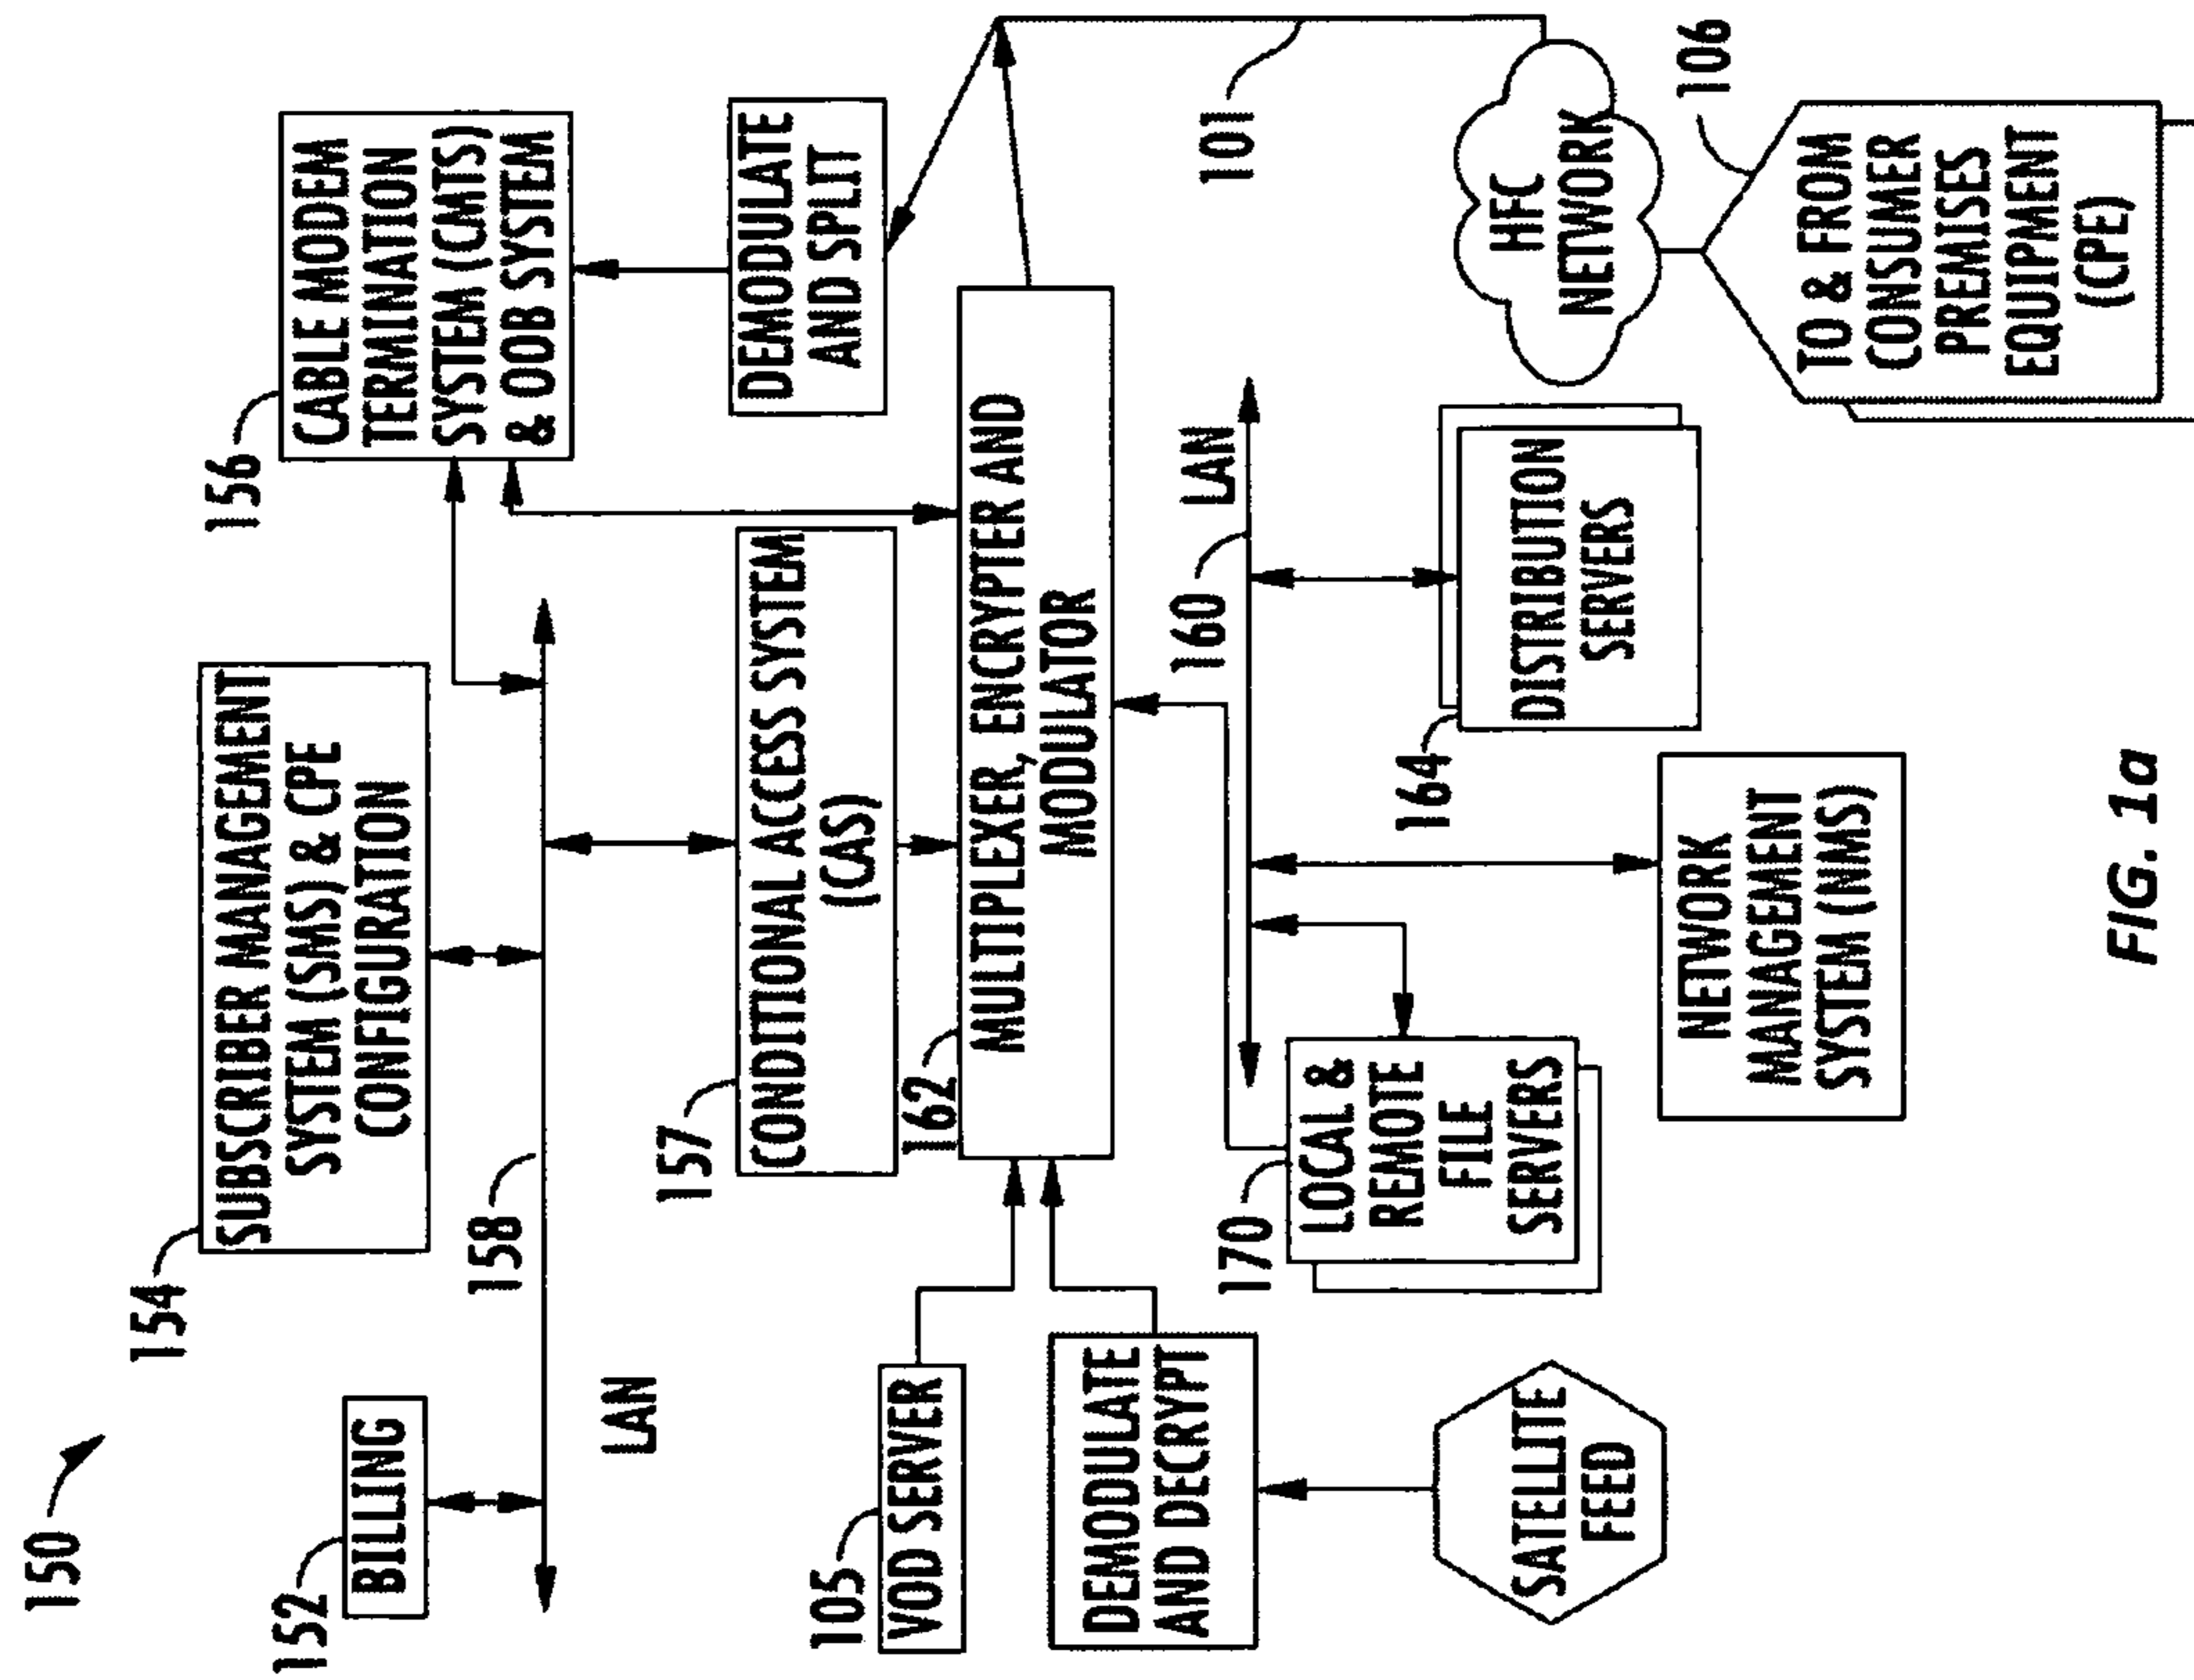 150
152
BILLING
154
SUBSCRIBER MANAGEMENT
SYSTEM (SMS) & CPE
CONFIGURATION
156
CABLE MODEM
TERMINATION
SYSTEM (CMTS)
& OOB SYSTEM
158
LAN
157
CONDITIONAL ACCESS SYSTEM
(CAS)
DEMODULATE
AND SPLIT
105
VOD SERVER
162
MULTIPLEXER, ENCRYPTER AND
MODULATOR
DEMODULATE
AND DECRYPT
160
LAN
101
170
LOCAL &
REMOTE
FILE
SERVERS
164
DISTRIBUTION
SERVERS
HFC
NETWORK
SATELLITE
FEED
NETWORK
MANAGEMENT
SYSTEM (NMS)
106
TO & FROM
CONSUMER
PREMISES
EQUIPMENT
(CPE)
FIG. 1a